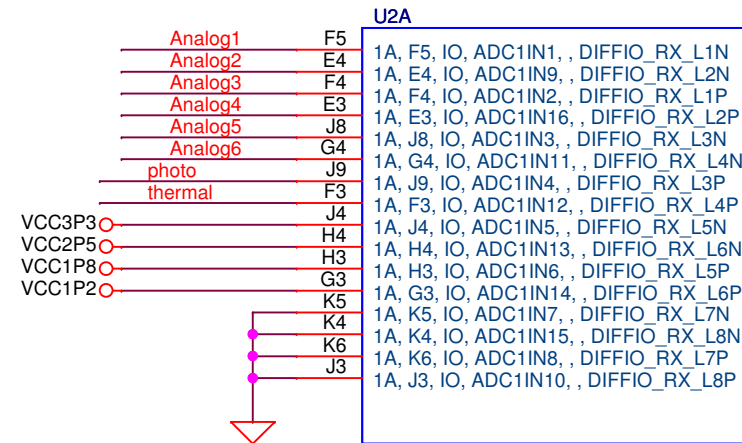 U2A
Analog1 F5 1A, F5, IO, ADC1IN1, , DIFFIO_RX_L1N
Analog2 E4 1A, E4, IO, ADC1IN9, , DIFFIO_RX_L2N
Analog3 F4 1A, F4, IO, ADC1IN2, , DIFFIO_RX_L1P
Analog4 E3 1A, E3, IO, ADC1IN16, , DIFFIO_RX_L2P
Analog5 J8 1A, J8, IO, ADC1IN3, , DIFFIO_RX_L3N
Analog6 G4 1A, G4, IO, ADC1IN11, , DIFFIO_RX_L4N
photo J9 1A, J9, IO, ADC1IN4, , DIFFIO_RX_L3P
thermal F3 1A, F3, IO, ADC1IN12, , DIFFIO_RX_L4P
VCC3P3 J4 1A, J4, IO, ADC1IN5, , DIFFIO_RX_L5N
VCC2P5 H4 1A, H4, IO, ADC1IN13, , DIFFIO_RX_L6N
VCC1P8 H3 1A, H3, IO, ADC1IN6, , DIFFIO_RX_L5P
VCC1P2 G3 1A, G3, IO, ADC1IN14, , DIFFIO_RX_L6P
K5 1A, K5, IO, ADC1IN7, , DIFFIO_RX_L7N
K4 1A, K4, IO, ADC1IN15, , DIFFIO_RX_L8N
K6 1A, K6, IO, ADC1IN8, , DIFFIO_RX_L7P
J3 1A, J3, IO, ADC1IN10, , DIFFIO_RX_L8P